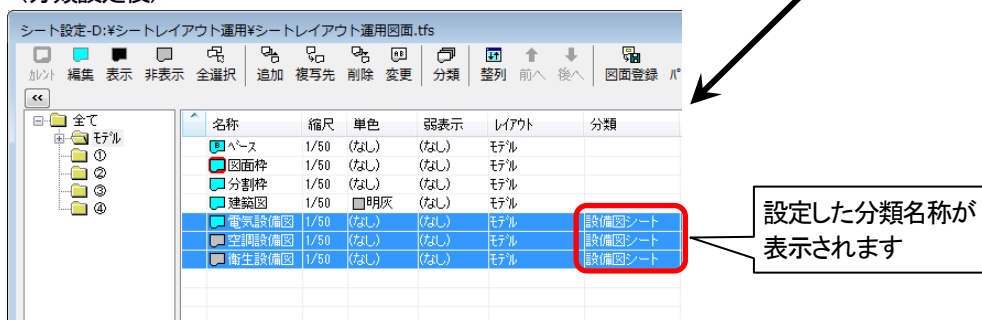 シート設定-D:¥シートレイアウト運用¥シートレイアウト運用図面.tfs
ｶﾚﾝﾄ 編集 表示 非表示 全選択 追加 複写先 削除 変更 分類 整列 前へ 後へ 図面登録
<<
全て
ﾓﾃﾞﾙ
①
②
③
④
名称 縮尺 単色 弱表示 ﾚｲｱｳﾄ 分類
ﾍﾞｰｽ 1/50 (なし) (なし) ﾓﾃﾞﾙ
図面枠 1/50 (なし) (なし) ﾓﾃﾞﾙ
分割枠 1/50 (なし) (なし) ﾓﾃﾞﾙ
建築図 1/50 明灰 (なし) ﾓﾃﾞﾙ
電気設備図 1/50 (なし) (なし) ﾓﾃﾞﾙ 設備図シート
空調設備図 1/50 (なし) (なし) ﾓﾃﾞﾙ 設備図シート
衛生設備図 1/50 (なし) (なし) ﾓﾃﾞﾙ 設備図シート
設定した分類名称が
表示されます